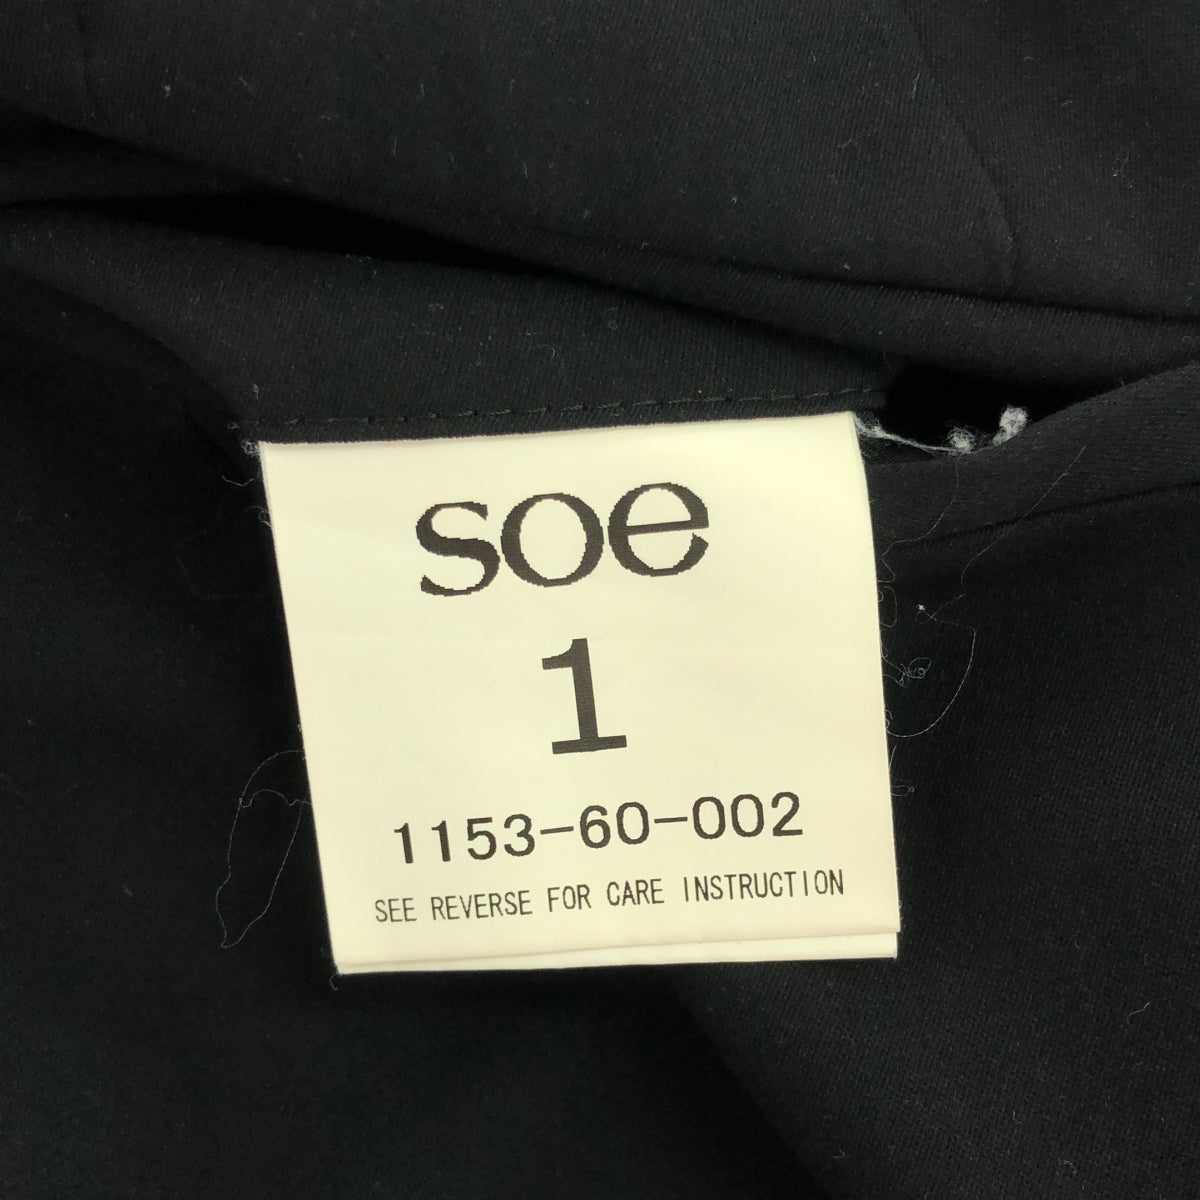 soe
1
1153-60-002
SEE REVERSE FOR CARE INSTRUCTION